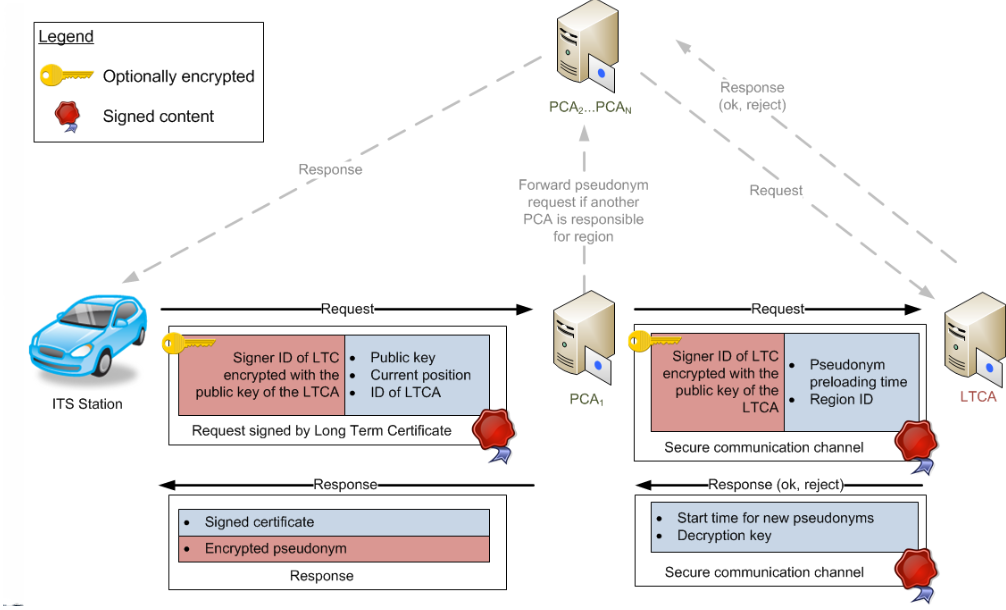 Legend
Optionally encrypted
Signed content
PCA2...PCAN
Response
(ok, reject)
Response
Request
Forward pseudonym
request if another
PCA is responsible
for region
Request
Signer ID of LTC
encrypted with the
public key of the LTCA
• Public key
• Current position
• ID of LTCA
Request signed by Long Term Certificate
ITS Station
PCA1
Request
Signer ID of LTC
encrypted with the
public key of the
LTCA
• Pseudonym
preloading time
• Region ID
Secure communication channel
LTCA
Response
• Signed certificate
• Encrypted pseudonym
Response
Response (ok, reject)
• Start time for new pseudonyms
• Decryption key
Secure communication channel